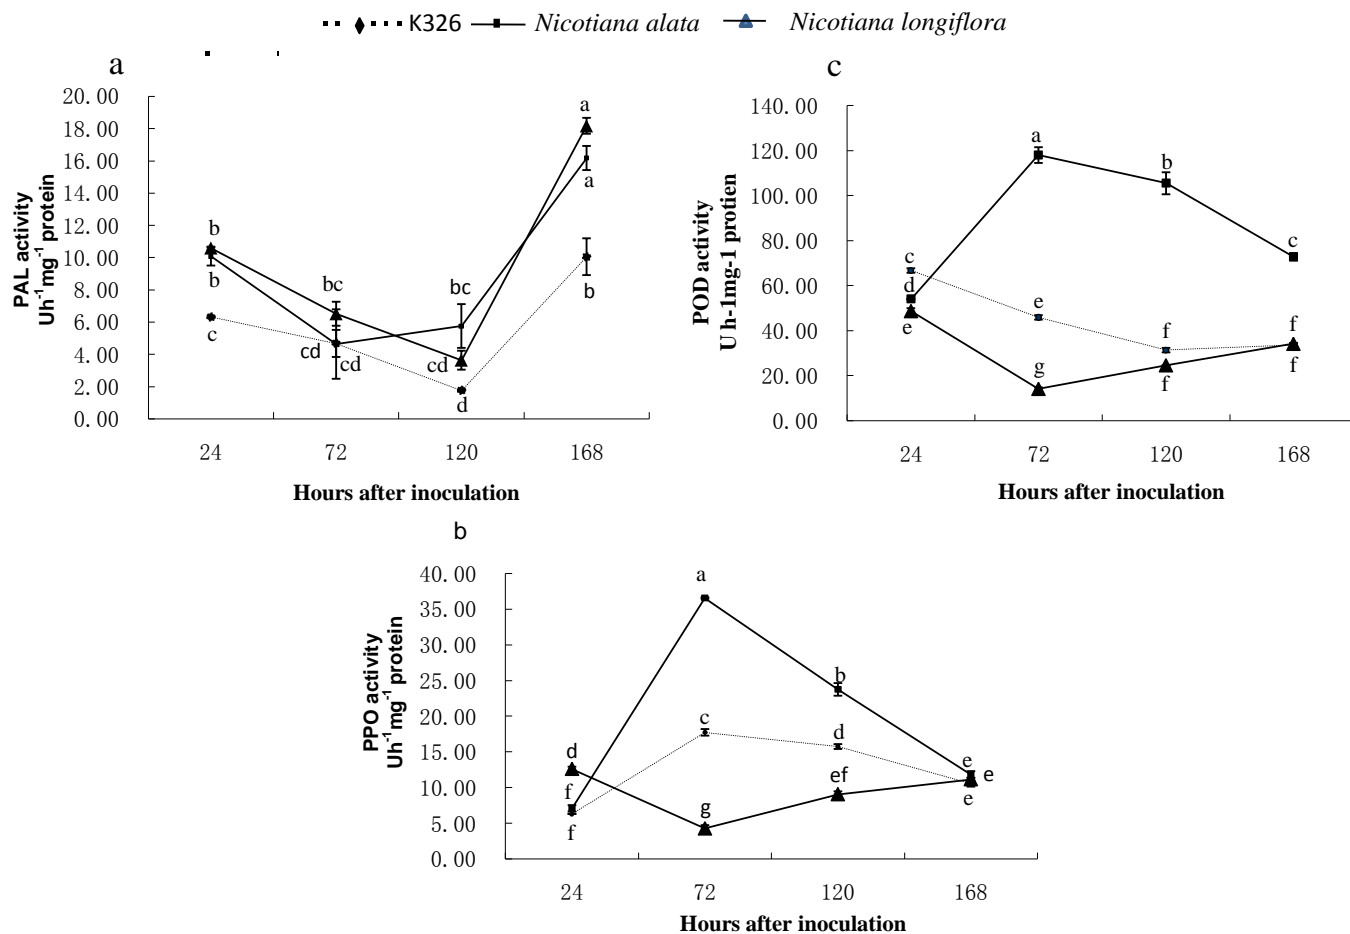 K326 Nicotiana alata Nicotiana longiflora
a
PAL activity
Uh-1mg-1 protein
20.00
18.00
16.00
14.00
12.00
10.00
8.00
6.00
4.00
2.00
0.00
a
a
b
b
b
c
bc
bc
cd
cd
cd
d
24 72 120 168
Hours after inoculation
c
POD activity
U h-1mg-1 protien
140.00
120.00
100.00
80.00
60.00
40.00
20.00
0.00
a
b
c
c
d
e
e
f
f
g
f
f
24 72 120 168
Hours after inoculation
b
PPO activity
Uh-1mg-1 protein
40.00
35.00
30.00
25.00
20.00
15.00
10.00
5.00
0.00
a
b
c
d
d
e
e
f
ef
e
g
f
24 72 120 168
Hours after inoculation